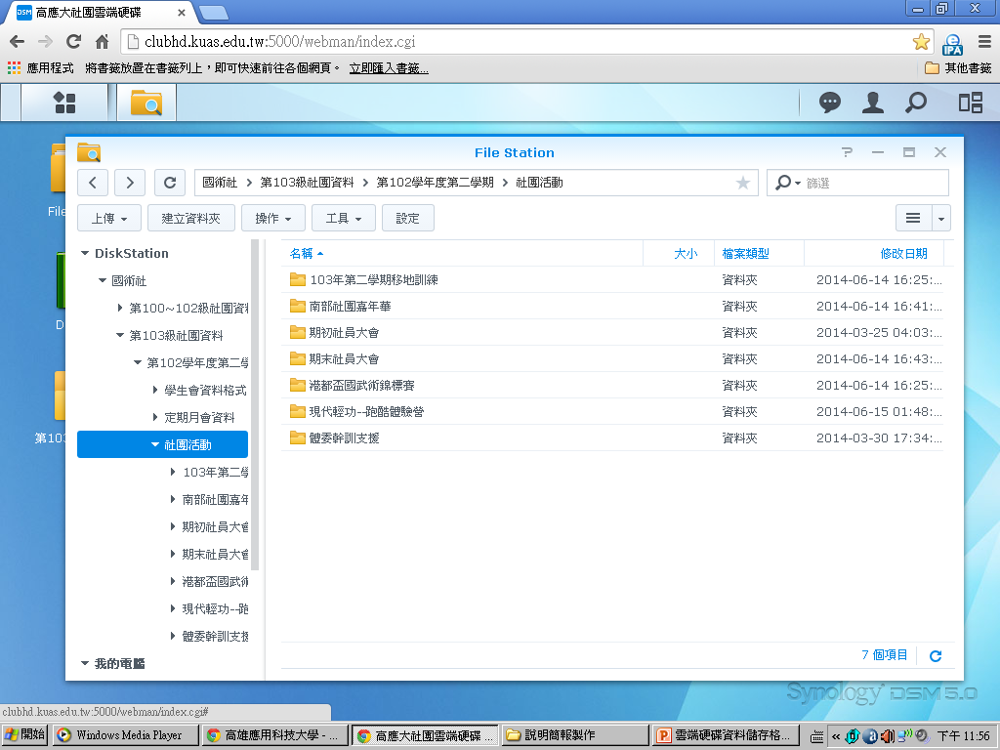 DSM 高應大社團雲端硬碟
clubhd.kuas.edu.tw:5000/webman/index.cgi
IPA
應用程式 將書籤放置在書籤列上，即可快速前往各個網頁。 立即匯入書籤... 其他書籤
File Station
國術社 > 第103級社團資料 > 第102學年度第二學期 > 社團活動
篩選
上傳 建立資料夾 操作 工具 設定
File
D
第103
DiskStation
國術社
第100~102級社團資料
第103級社團資料
第102學年度第二學
學生會資料格式
定期月會資料
社團活動
103年第二學
南部社團嘉年
期初社員大會
期末社員大會
港都盃國武術
現代輕功--跑
體委幹訓支援
我的電腦
名稱 大小 檔案類型 修改日期
103年第二學期移地訓練 資料夾 2014-06-14 16:25:...
南部社團嘉年華 資料夾 2014-06-14 16:41:...
期初社員大會 資料夾 2014-03-25 04:03:...
期末社員大會 資料夾 2014-06-14 16:43:...
港都盃國武術錦標賽 資料夾 2014-06-14 16:25:...
現代輕功--跑酷體驗營 資料夾 2014-06-15 01:48:...
體委幹訓支援 資料夾 2014-03-30 17:34:...
7 個項目
Synology DSM 5.0
clubhd.kuas.edu.tw:5000/webman/index.cgi#
開始 Windows Media Player 高雄應用科技大學 - ... 高應大社團雲端硬碟 ... 說明簡報製作 雲端硬碟資料儲存格... 下午 11:56